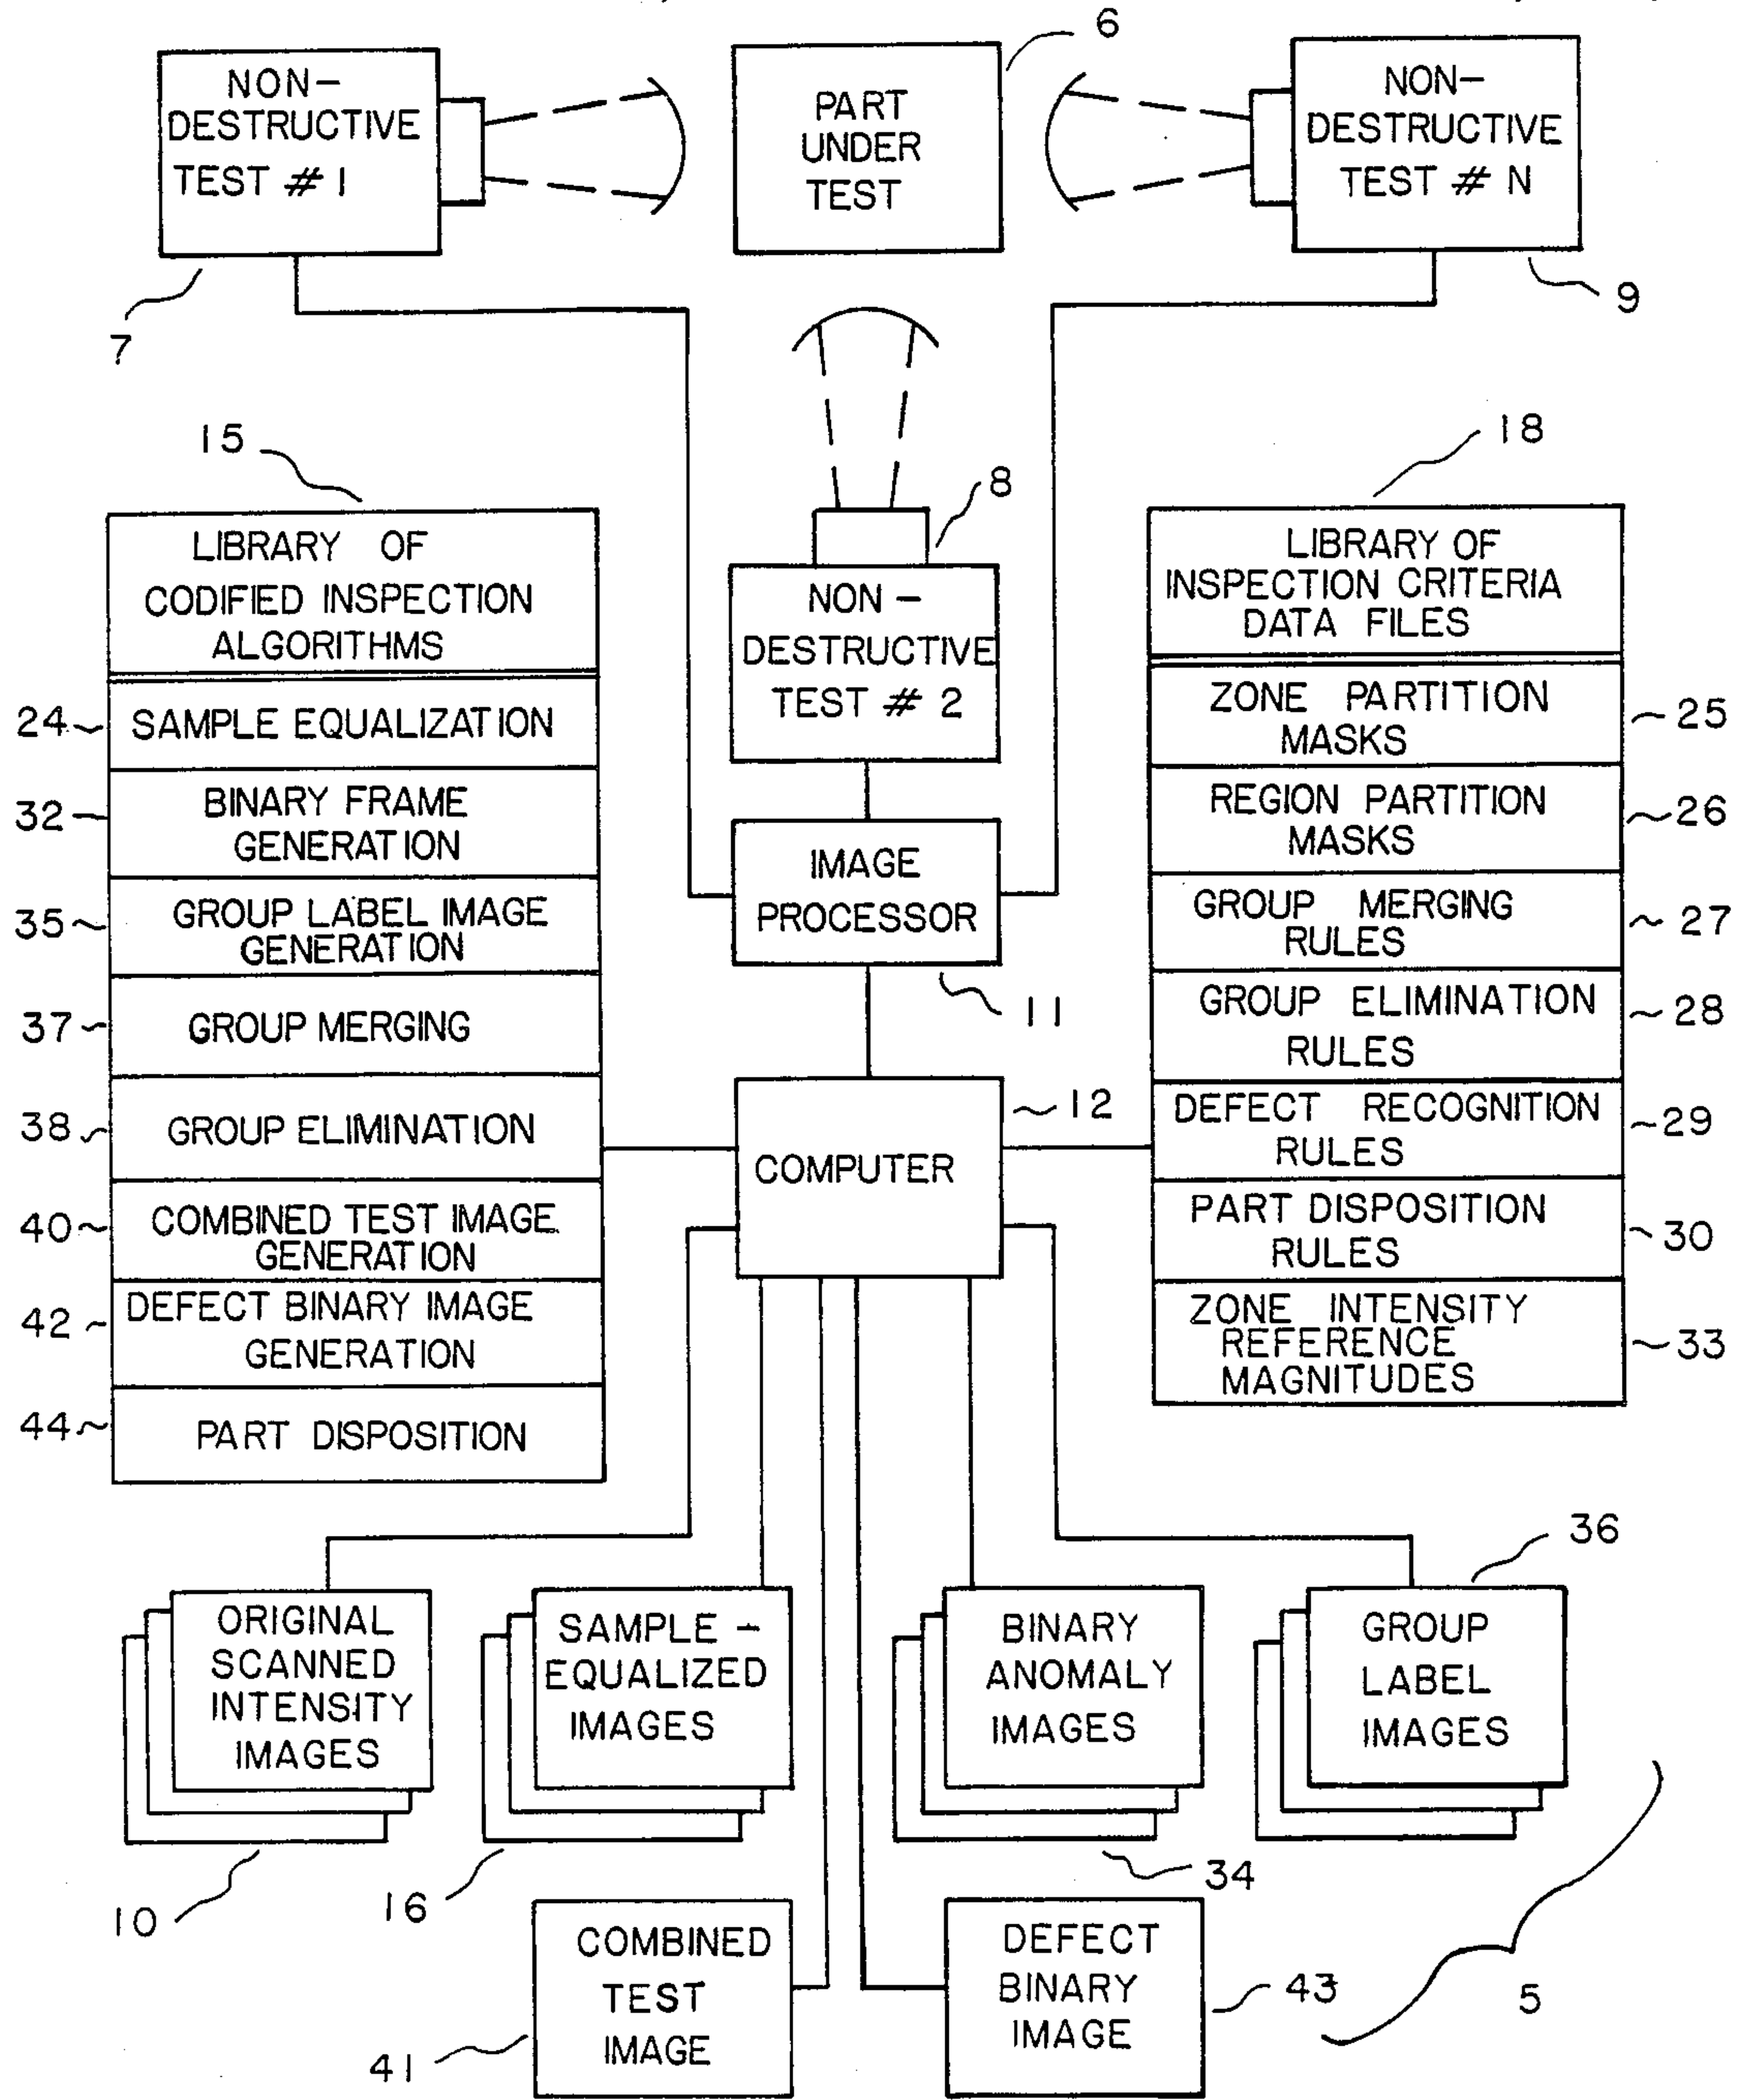 6
NON-
DESTRUCTIVE
TEST # 1
PART
UNDER
TEST
NON-
DESTRUCTIVE
TEST # N
7
9
15
18
8
LIBRARY OF
CODIFIED INSPECTION
ALGORITHMS
NON-
DESTRUCTIVE
TEST # 2
LIBRARY OF
INSPECTION CRITERIA
DATA FILES
24
SAMPLE EQUALIZATION
32
BINARY FRAME
GENERATION
35
GROUP LABEL IMAGE
GENERATION
37
GROUP MERGING
38
GROUP ELIMINATION
40
COMBINED TEST IMAGE
GENERATION
42
DEFECT BINARY IMAGE
GENERATION
44
PART DISPOSITION
IMAGE
PROCESSOR
11
COMPUTER
12
ZONE PARTITION
MASKS
25
REGION PARTITION
MASKS
26
GROUP MERGING
RULES
27
GROUP ELIMINATION
RULES
28
DEFECT RECOGNITION
RULES
29
PART DISPOSITION
RULES
30
ZONE INTENSITY
REFERENCE
MAGNITUDES
33
ORIGINAL
SCANNED
INTENSITY
IMAGES
10
SAMPLE-
EQUALIZED
IMAGES
16
BINARY
ANOMALY
IMAGES
34
36
GROUP
LABEL
IMAGES
COMBINED
TEST
IMAGE
41
DEFECT
BINARY
IMAGE
43
5